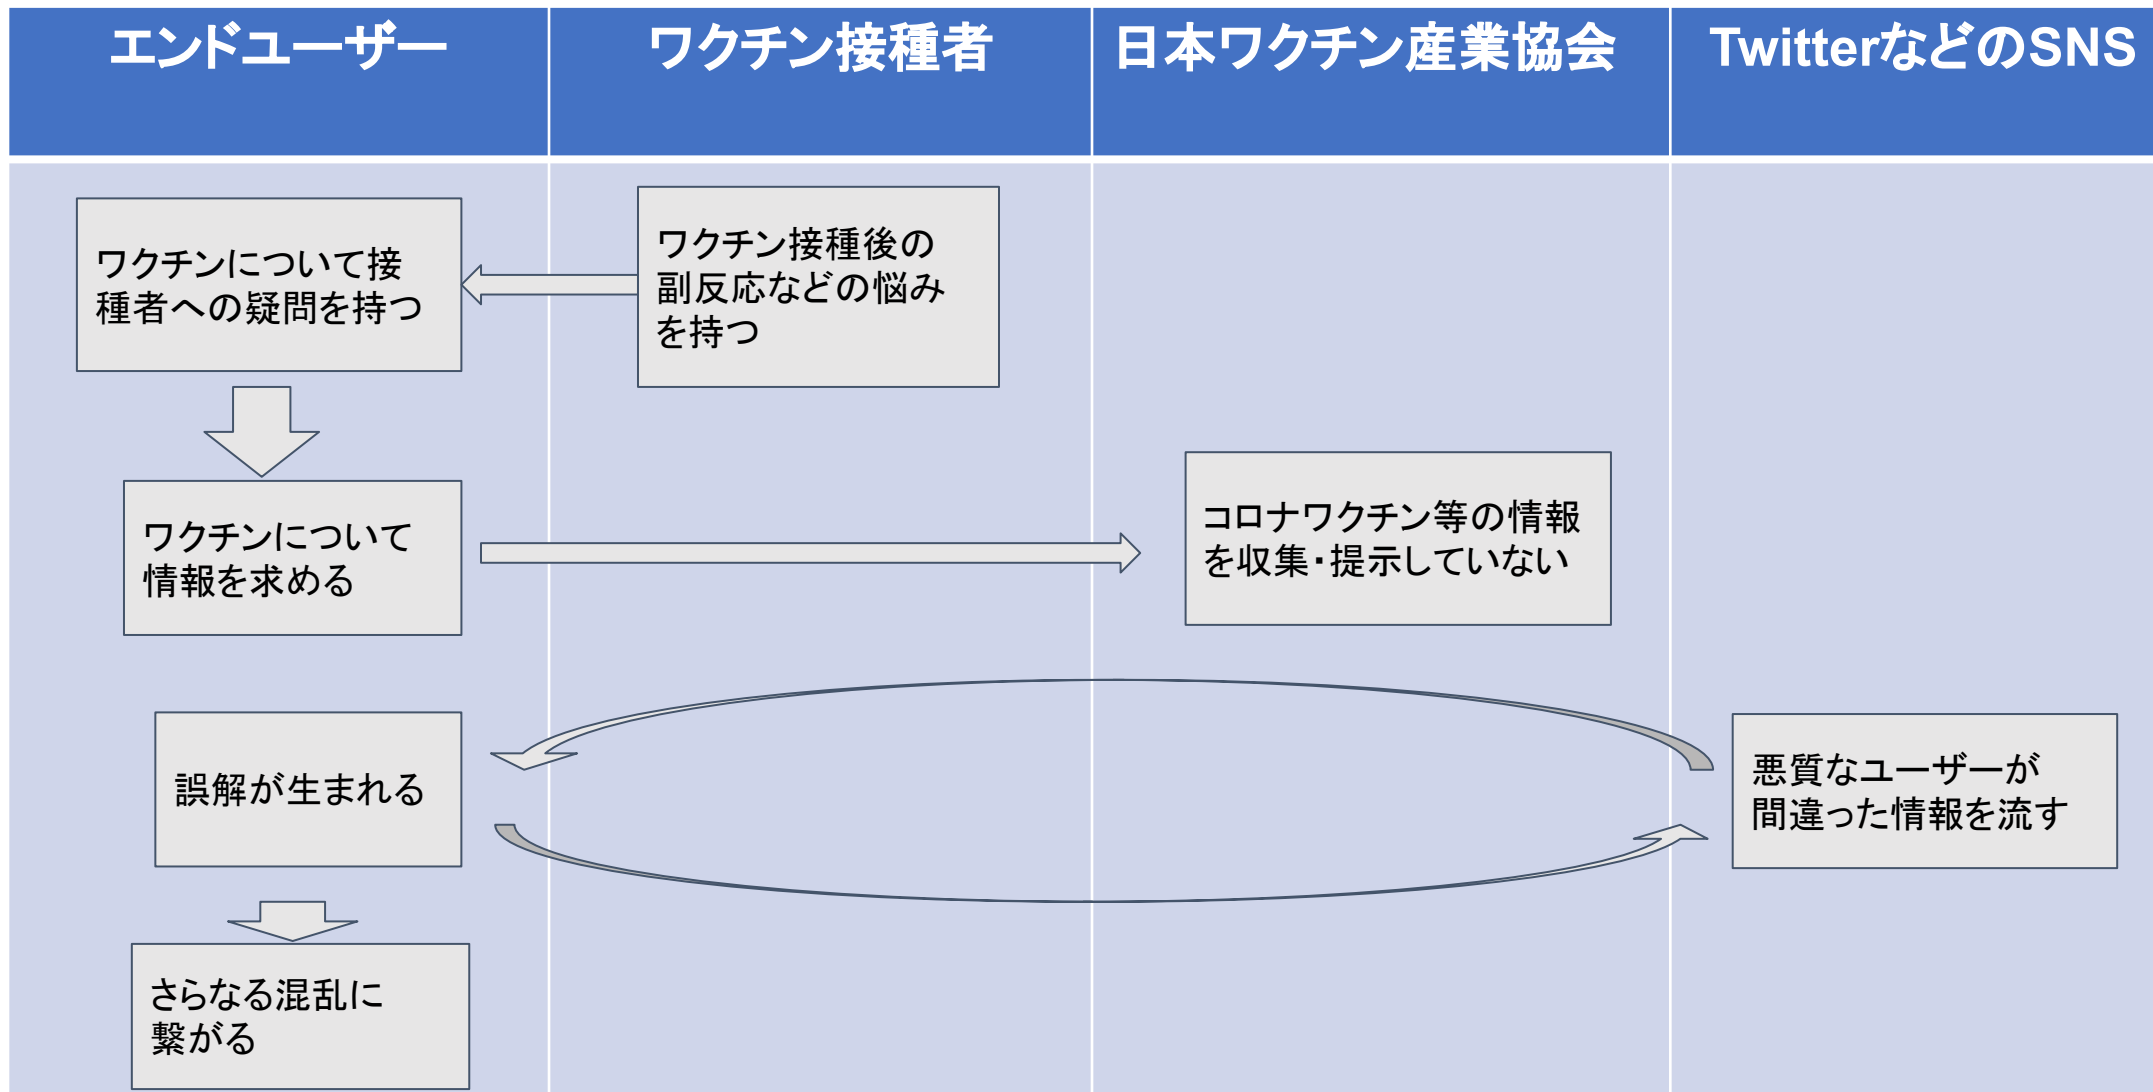 エンドユーザー
ワクチン接種者
日本ワクチン産業協会
TwitterなどのSNS
ワクチンについて接
種者への疑問を持つ
ワクチン接種後の
副反応などの悩み
を持つ
ワクチンについて
情報を求める
コロナワクチン等の情報
を収集・提示していない
誤解が生まれる
悪質なユーザーが
間違った情報を流す
さらなる混乱に
繋がる